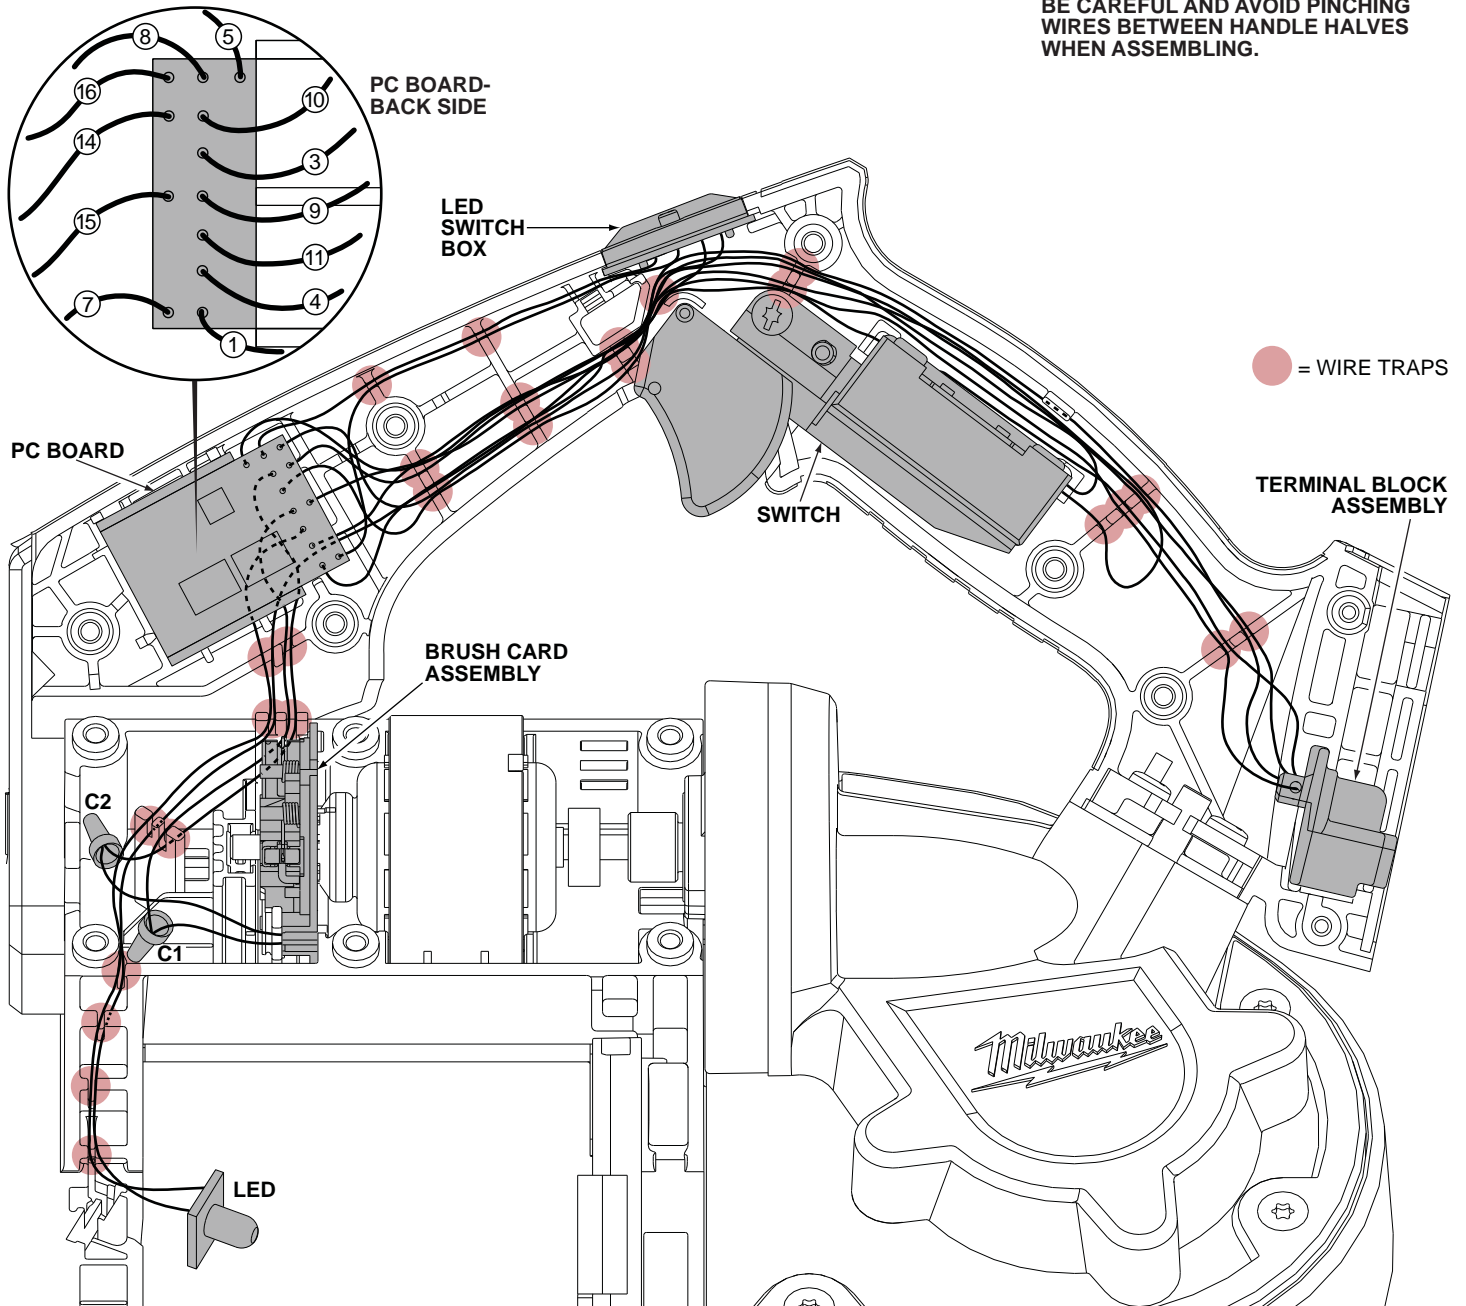 BE CAREFUL AND AVOID PINCHING
WIRES BETWEEN HANDLE HALVES
WHEN ASSEMBLING.
5
8
16
10
14
3
15
9
11
4
7
1
PC BOARD-
BACK SIDE
LED
SWITCH
BOX
= WIRE TRAPS
PC BOARD
SWITCH
TERMINAL BLOCK
ASSEMBLY
BRUSH CARD
ASSEMBLY
C2
C1
Milwaukee
LED